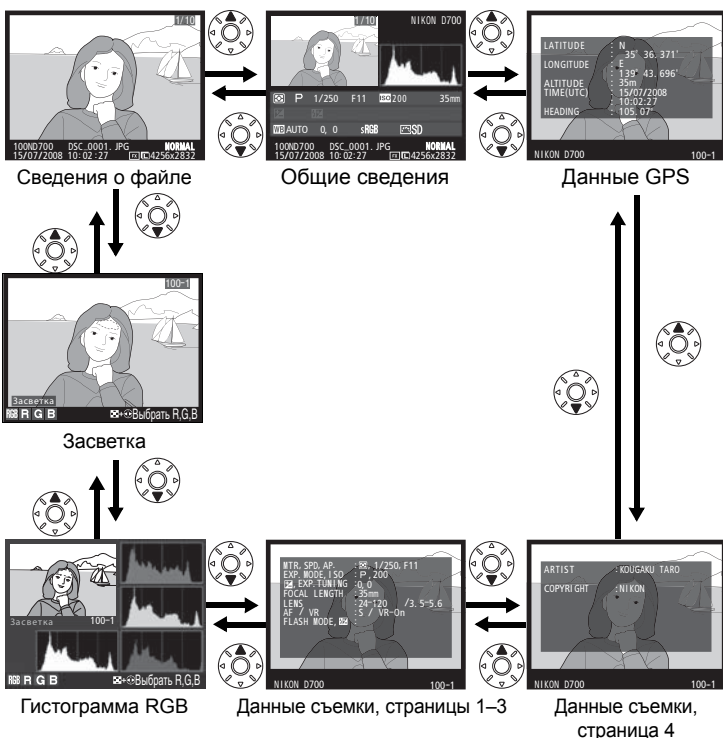 1/10
100ND700 DSC_0001. JPG NORMAL
15/07/2008 10:02:27 FX 4256x2832
Сведения о файле
1/10 NIKON D700
P 1/250 F11 ISO 200 35mm
WB AUTO 0, 0 sRGB SD
100ND700 DSC_0001. JPG NORMAL
15/07/2008 10:02:27 FX 4256x2832
Общие сведения
LATITUDE : N
35° 36. 371'
LONGITUDE : E
139° 43. 696'
ALTITUDE : 35m
TIME(UTC) : 15/07/2008
10:02:27
HEADING : 105. 07°
NIKON D700 100-1
Данные GPS
100-1
Засветка
RGB R G B Выбрать R,G,B
Засветка
Засветка 100-1
RGB R G B Выбрать R,G,B
Гистограмма RGB
MTR, SPD, AP. : , 1/250, F11
EXP. MODE, ISO : P, 200
, EXP. TUNING : 0, 0
FOCAL LENGTH : 35mm
LENS : 24-120 /3. 5-5.6
AF / VR : S / VR-On
FLASH MODE, :
NIKON D700 100-1
Данные съемки, страницы 1–3
ARTIST : KOUGAKU TARO
COPYRIGHT : NIKON
NIKON D700 100-1
Данные съемки,
страница 4